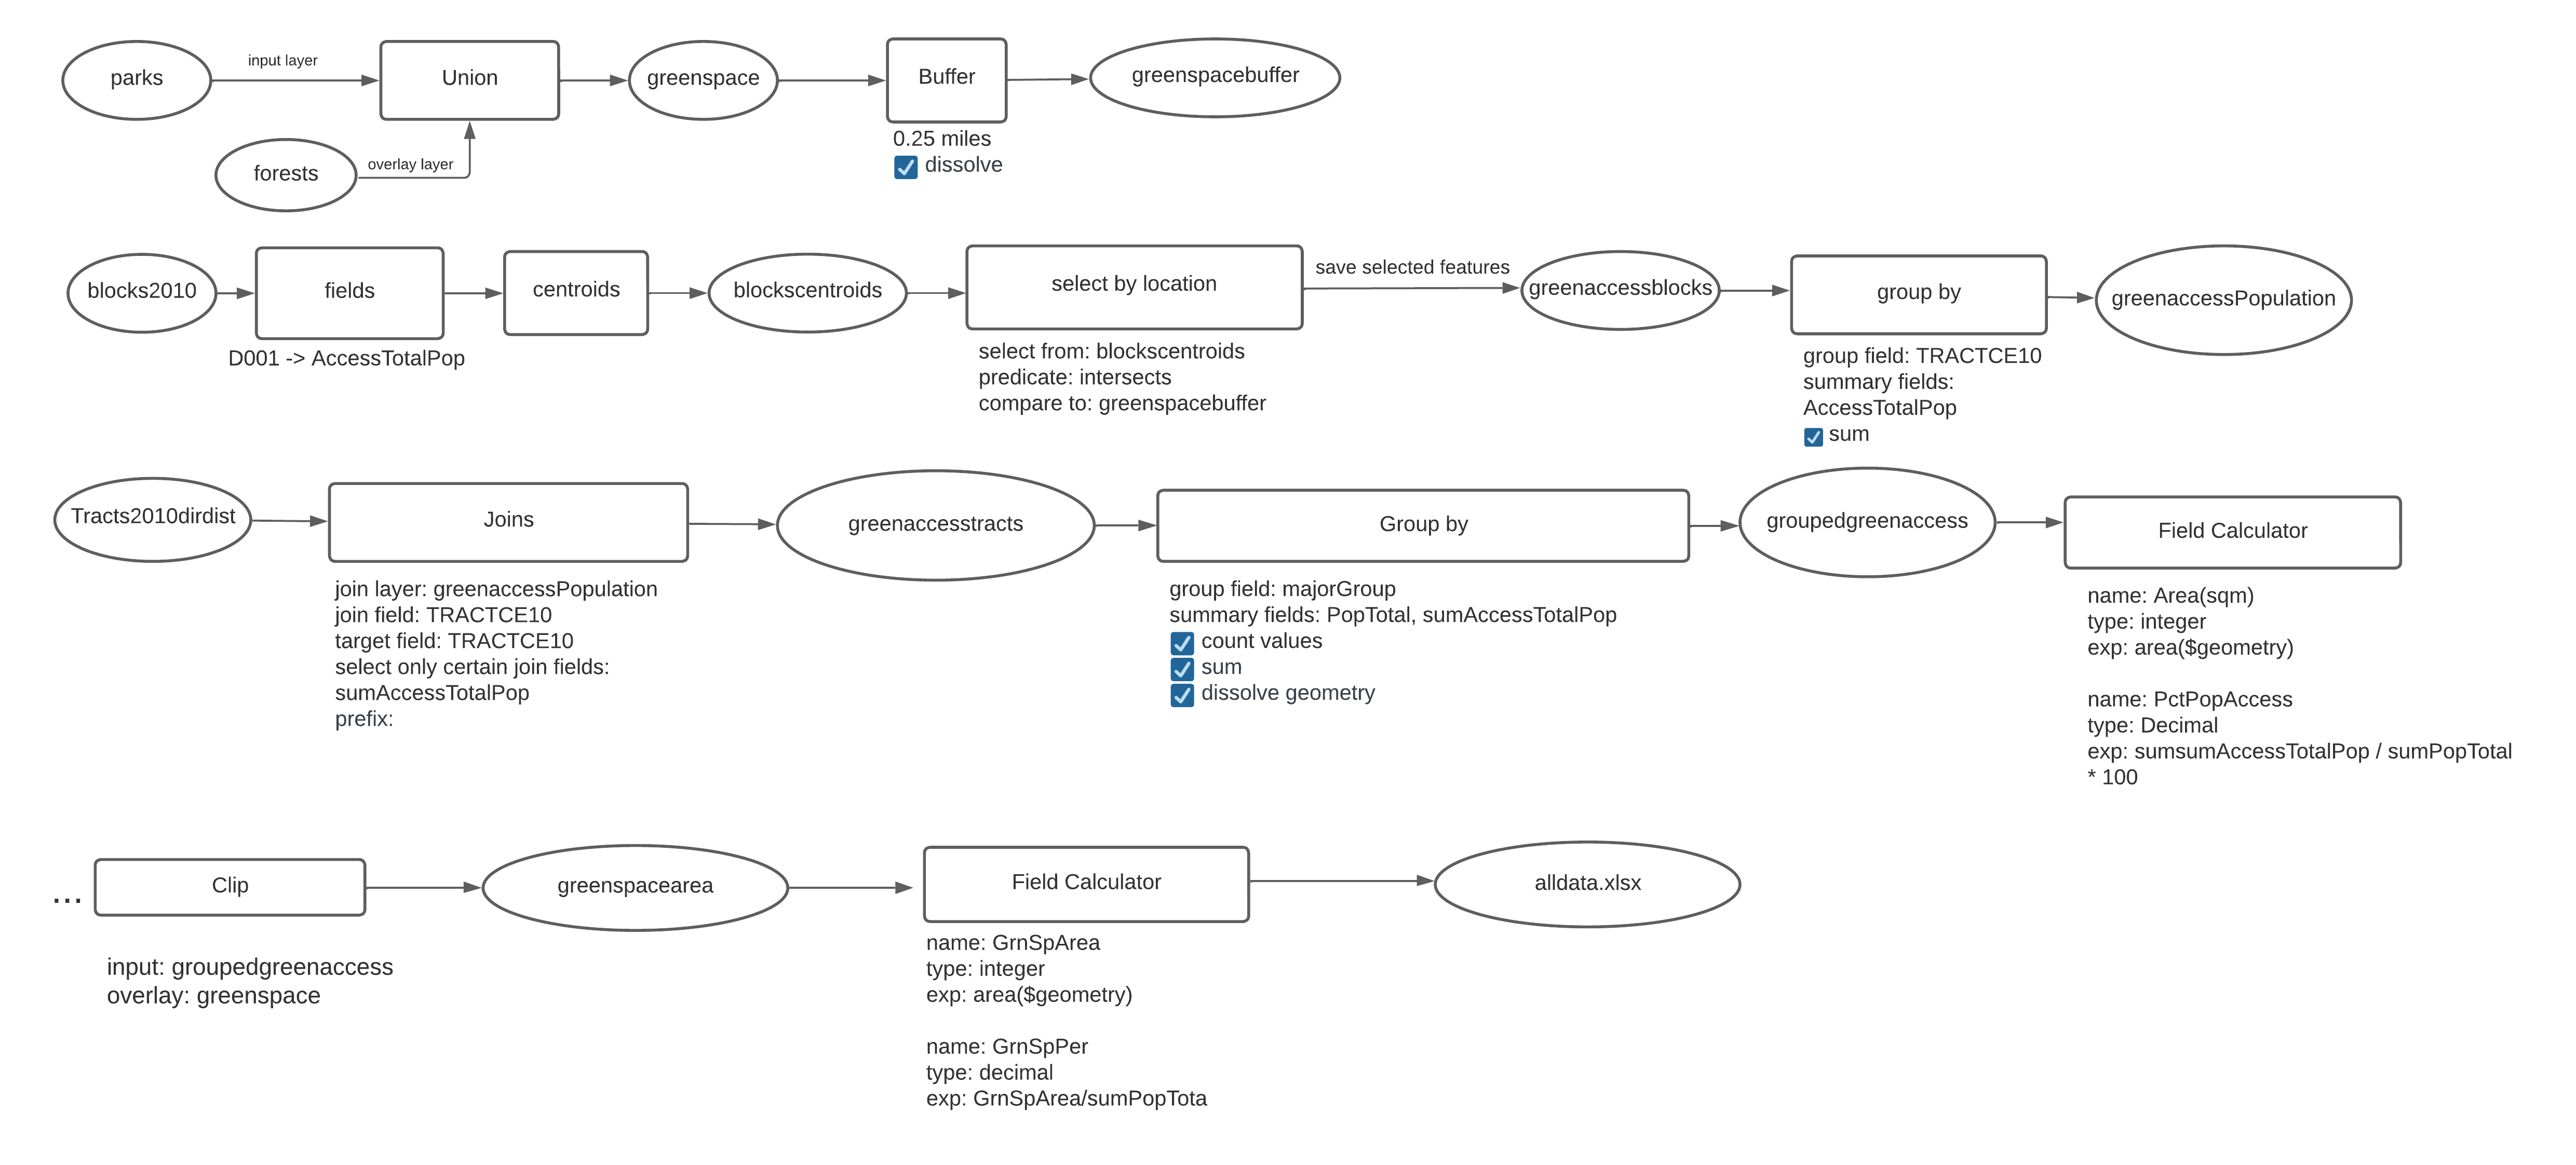 parks
input layer
Union
greenspace
Buffer
greenspacebuffer
forests
overlay layer
0.25 miles
dissolve
blocks2010
fields
centroids
blockscentroids
select by location
save selected features
greenaccessblocks
group by
greenaccessPopulation
D001 -> AccessTotalPop
select from: blockscentroids
predicate: intersects
compare to: greenspacebuffer
group field: TRACTCE10
summary fields:
AccessTotalPop
sum
Tracts2010dirdist
Joins
greenaccesstracts
Group by
groupedgreenaccess
Field Calculator
join layer: greenaccessPopulation
join field: TRACTCE10
target field: TRACTCE10
select only certain join fields:
sumAccessTotalPop
prefix:
group field: majorGroup
summary fields: PopTotal, sumAccessTotalPop
count values
sum
dissolve geometry
name: Area(sqm)
type: integer
exp: area($geometry)
name: PctPopAccess
type: Decimal
exp: sumsumAccessTotalPop / sumPopTotal
* 100
...
Clip
greenspacearea
Field Calculator
alldata.xlsx
input: groupedgreenaccess
overlay: greenspace
name: GrnSpArea
type: integer
exp: area($geometry)
name: GrnSpPer
type: decimal
exp: GrnSpArea/sumPopTota